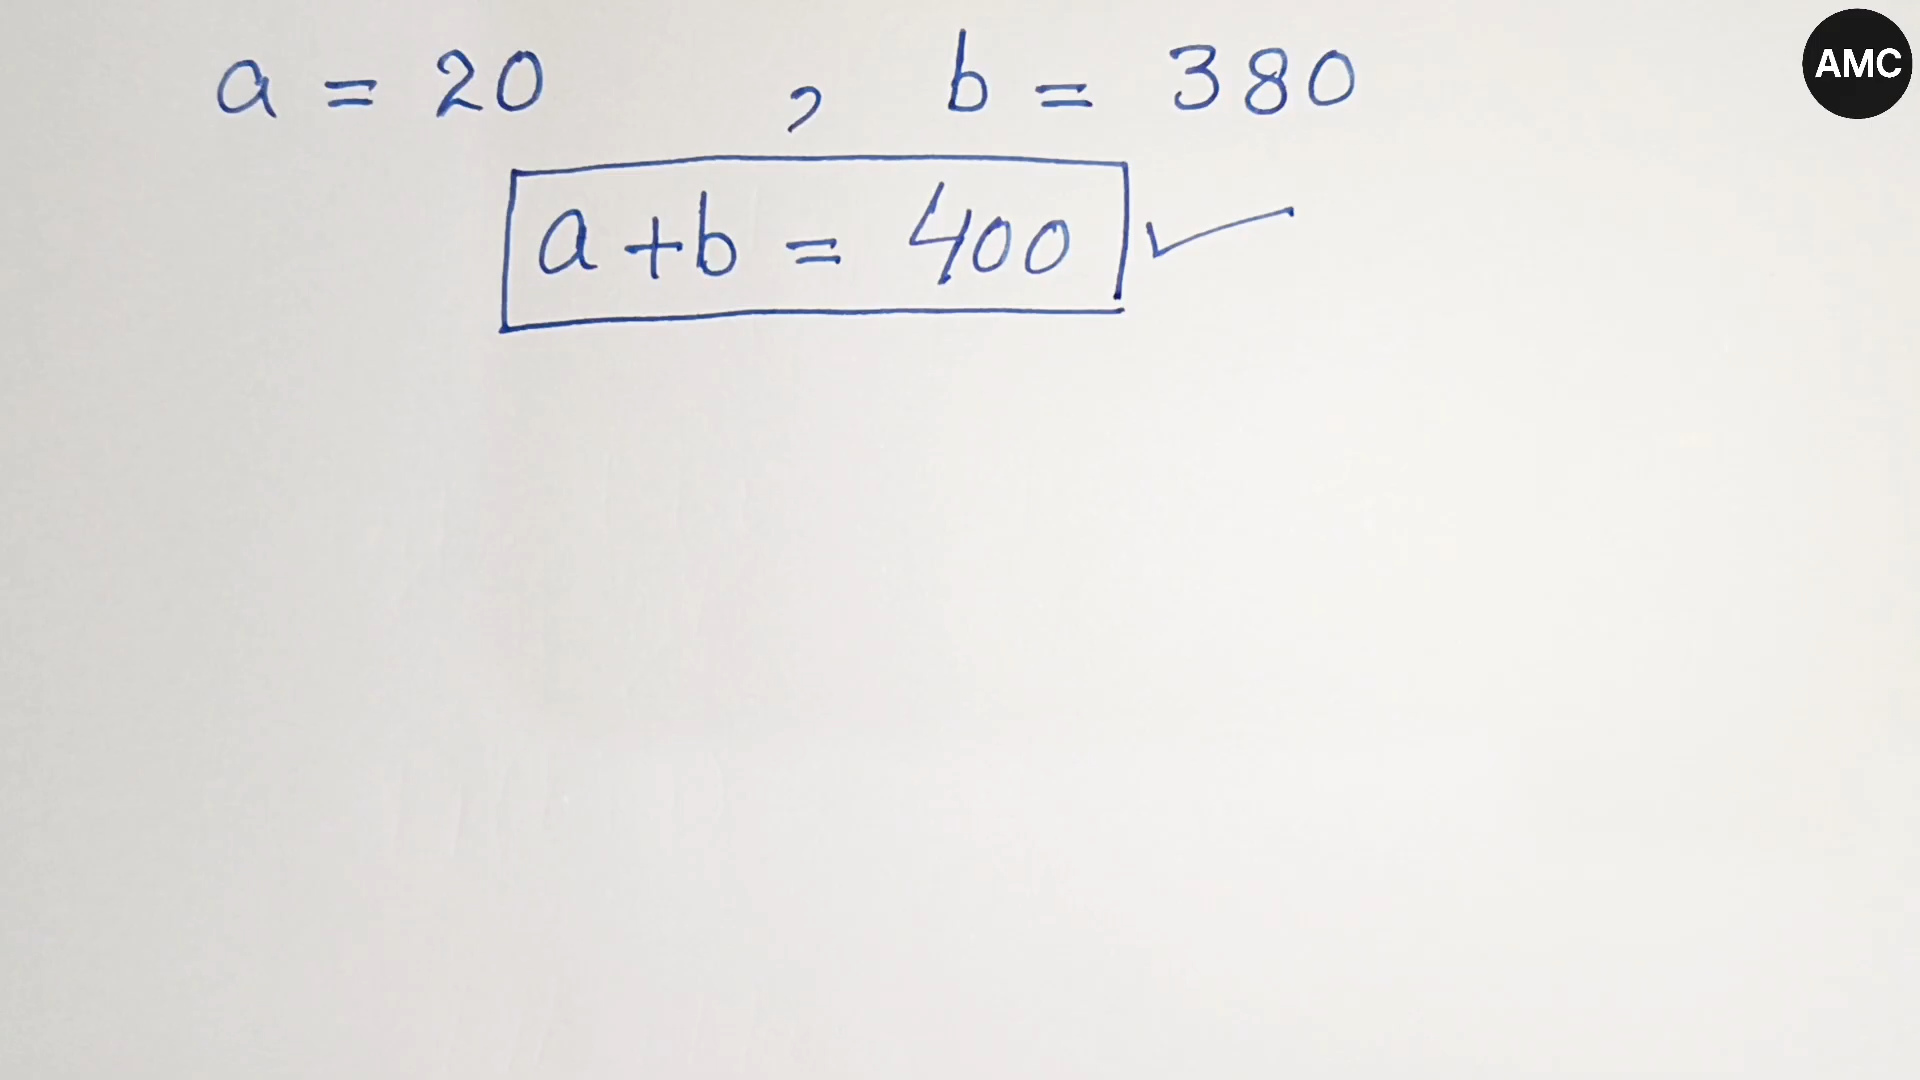 a = 20 , b = 380
a + b = 400 ✓
AMC